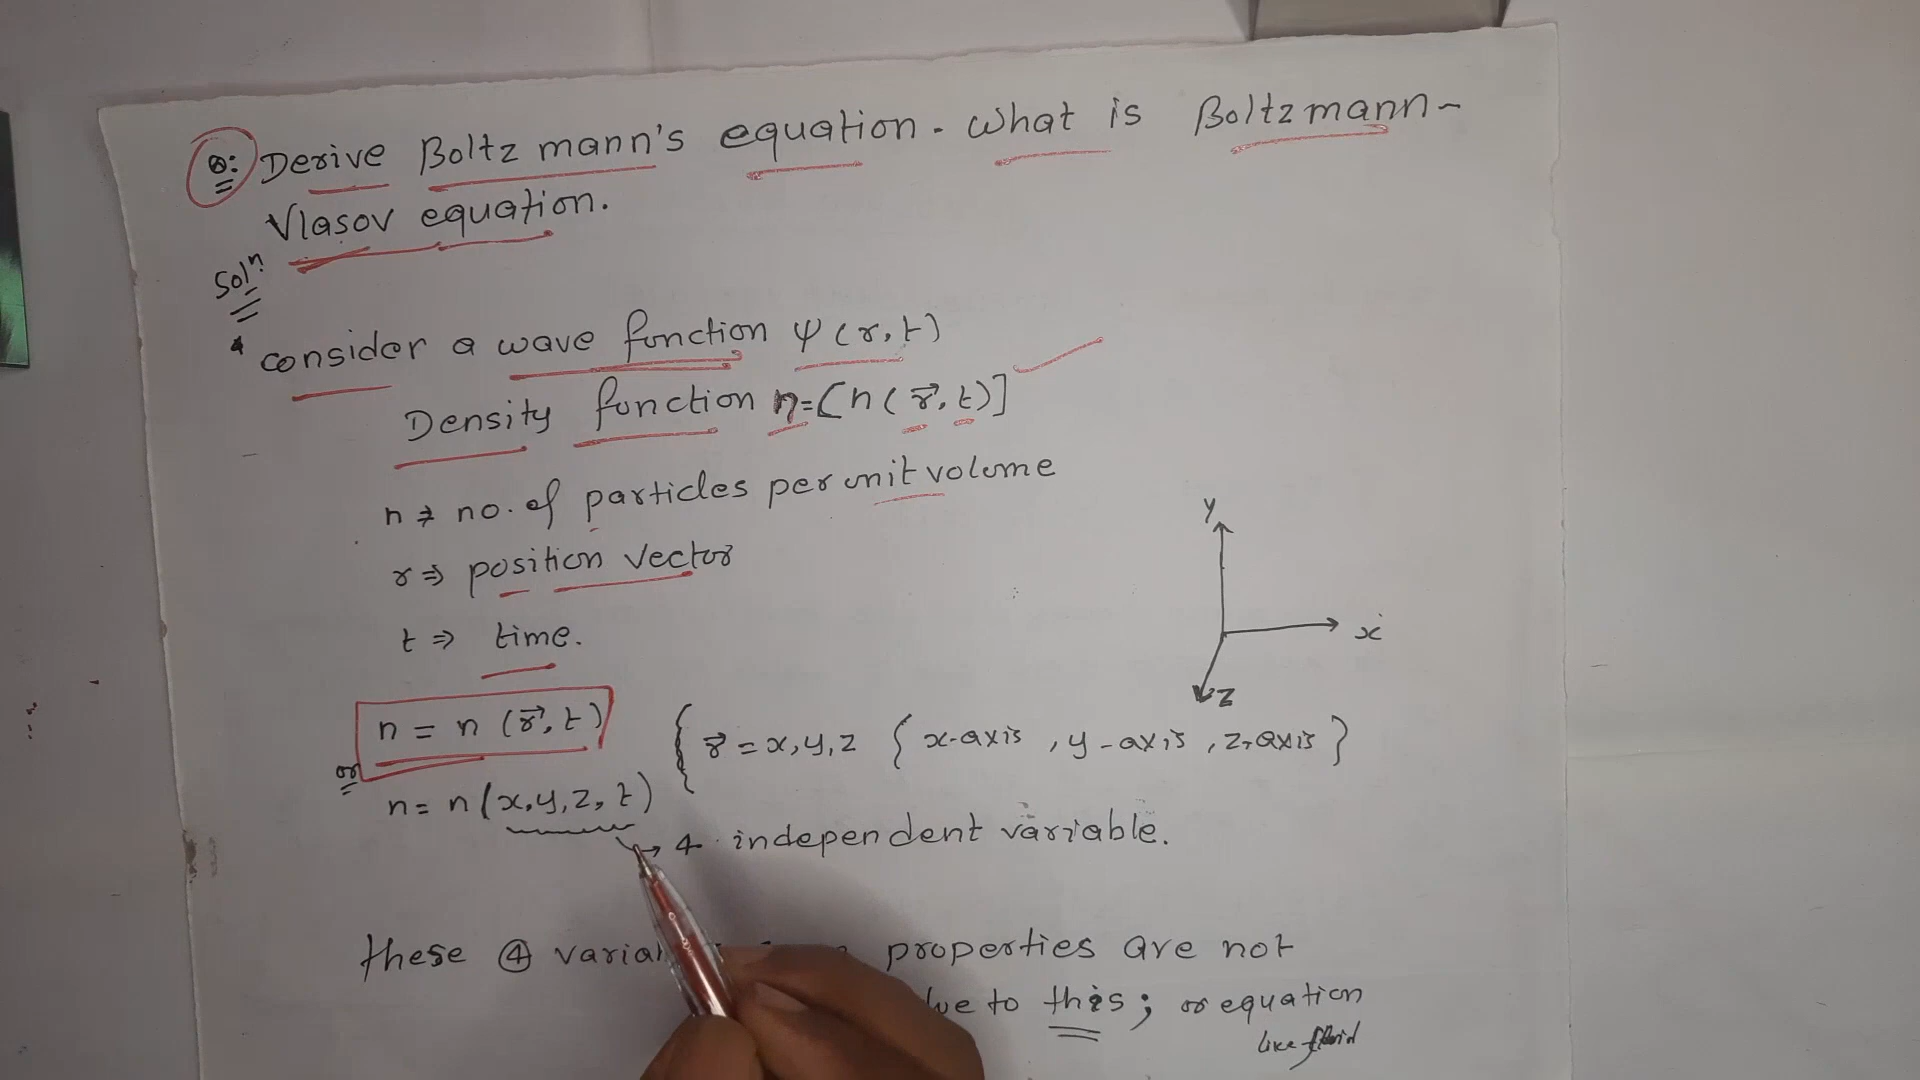 Q: Derive Boltzmann's equation. What is Boltzmann-
Vlasov equation.
Solⁿ
* consider a wave function ψ(r,t)
Density function n=[n(r⃗,t)]
n ⇒ no. of particles per unit volume
r ⇒ position vector
t ⇒ time.
n = n (r⃗, t)
{ r⃗ = x,y,z { x-axis , y-axis , z-axis }
or
n = n(x,y,z, t)
→ 4 independent variable.
y
x
z
these ④ properties are not
to this; or equation
like fluid